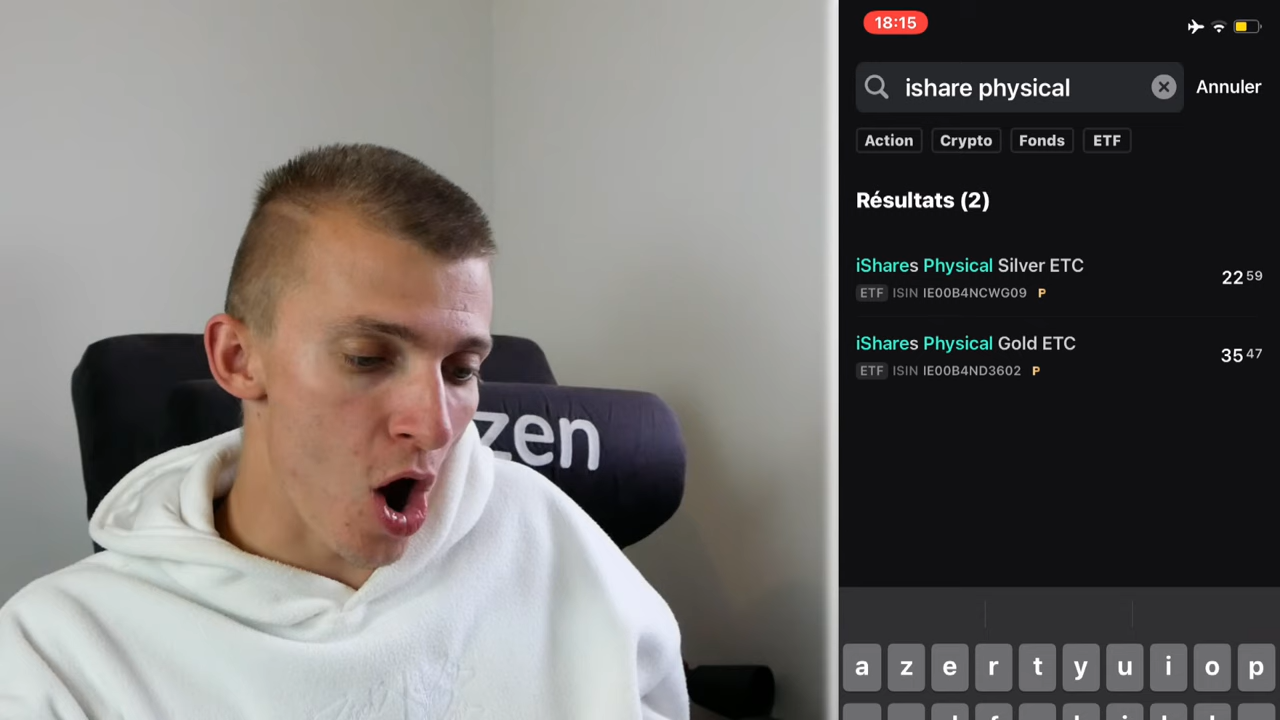 zen
18:15
ishare physical
Annuler
Action Crypto Fonds ETF
Résultats (2)
iShares Physical Silver ETC
22 59
ETF ISIN IE00B4NCWG09 P
iShares Physical Gold ETC
35 47
ETF ISIN IE00B4ND3602 P
a z e r t y u i o p